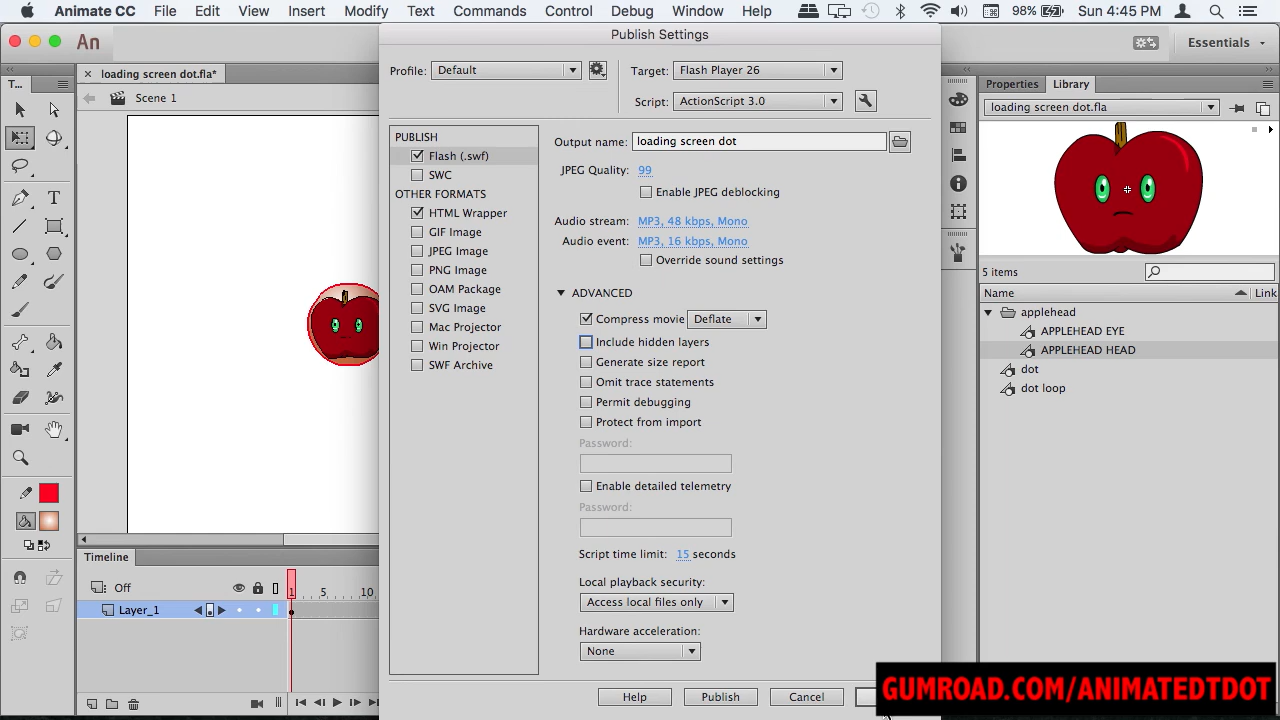 Animate CC File Edit View Insert Modify Text Commands Control Debug Window Help 98% Sun 4:45 PM
Publish Settings
An
Essentials
Profile: Default
Target: Flash Player 26
Script: ActionScript 3.0
loading screen dot.fla*
Scene 1
T...
PUBLISH
Flash (.swf)
SWC
OTHER FORMATS
HTML Wrapper
GIF Image
JPEG Image
PNG Image
OAM Package
SVG Image
Mac Projector
Win Projector
SWF Archive
Output name: loading screen dot
JPEG Quality: 99
Enable JPEG deblocking
Audio stream: MP3, 48 kbps, Mono
Audio event: MP3, 16 kbps, Mono
Override sound settings
ADVANCED
Compress movie Deflate
Include hidden layers
Generate size report
Omit trace statements
Permit debugging
Protect from import
Password:
Enable detailed telemetry
Password:
Script time limit: 15 seconds
Local playback security:
Access local files only
Hardware acceleration:
None
Help Publish Cancel
Properties Library
loading screen dot.fla
5 items
Name Link
applehead
APPLEHEAD EYE
APPLEHEAD HEAD
dot
dot loop
Timeline
Off 1 5 10
Layer_1
GUMROAD.COM/ANIMATEDTDOT